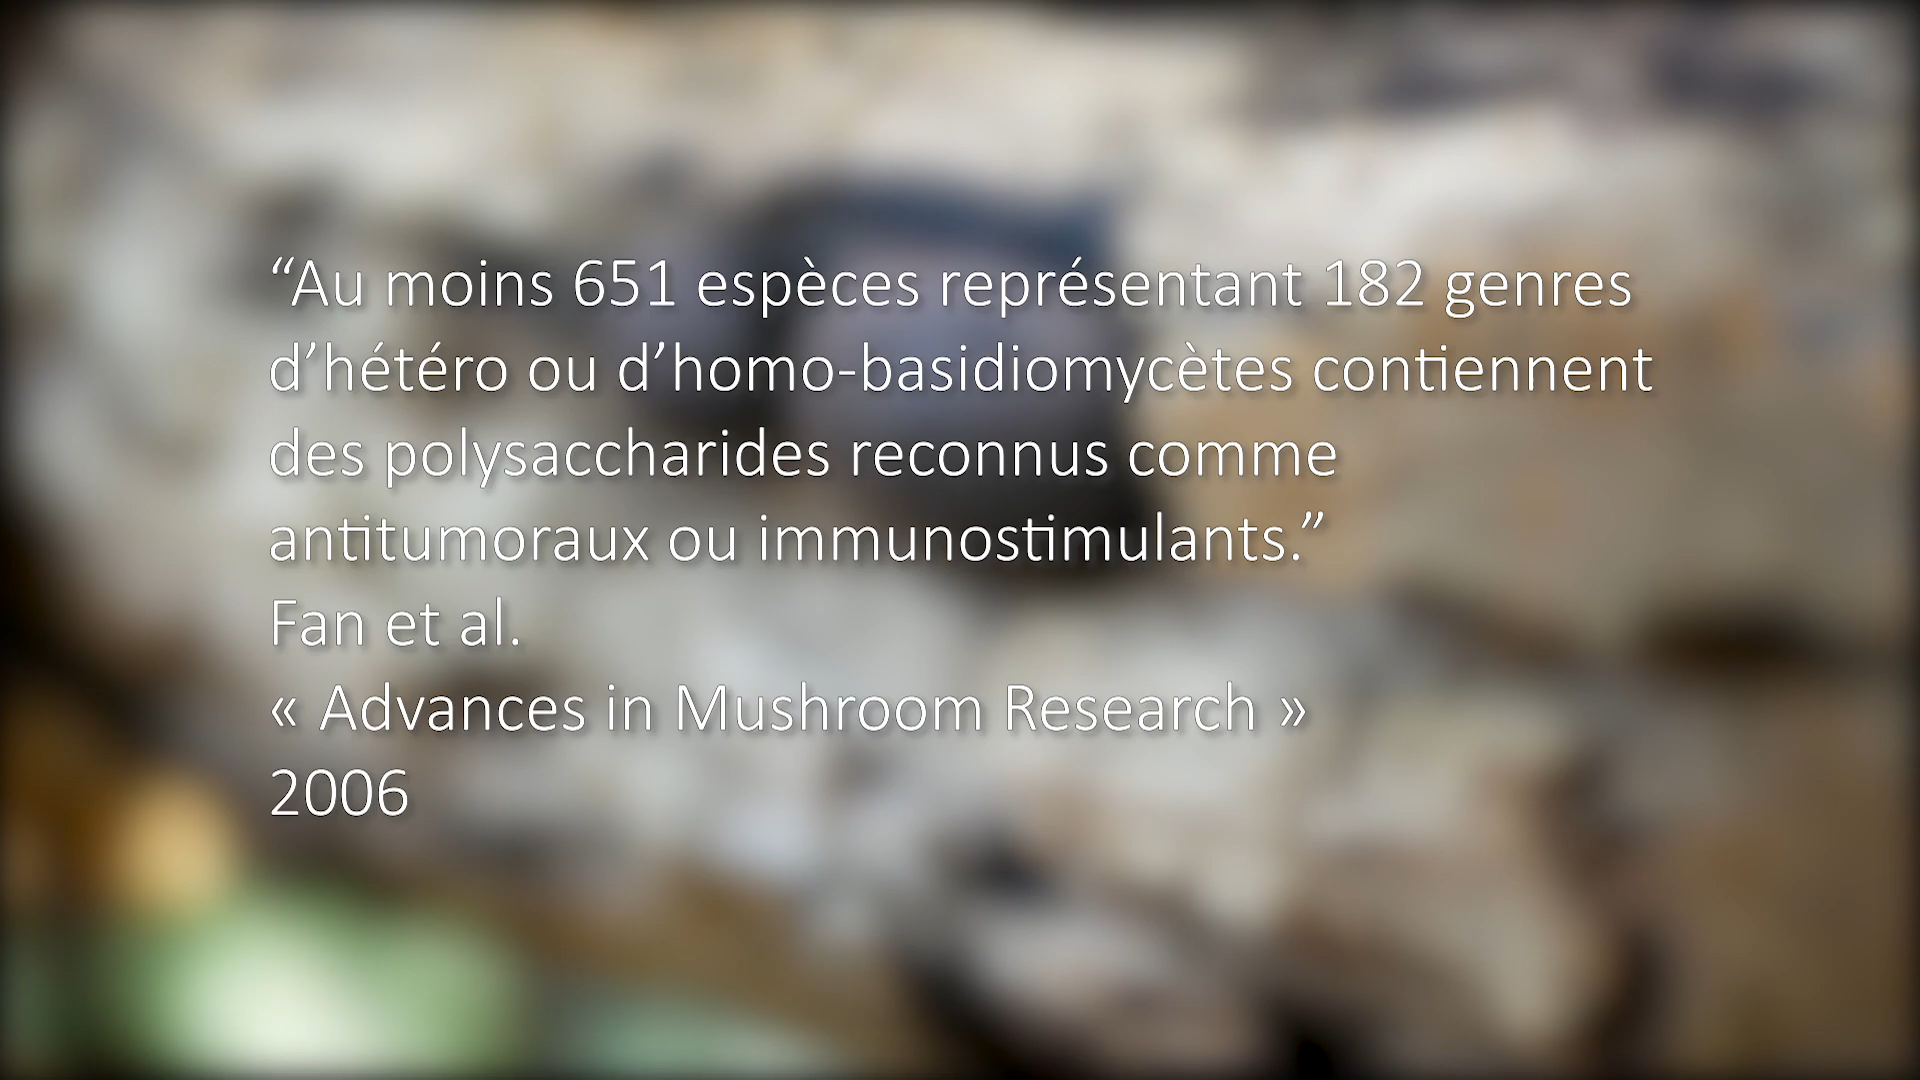 “Au moins 651 espèces représentant 182 genres
d’hétéro ou d’homo-basidiomycètes contiennent
des polysaccharides reconnus comme
antitumoraux ou immunostimulants.”
Fan et al.
« Advances in Mushroom Research »
2006